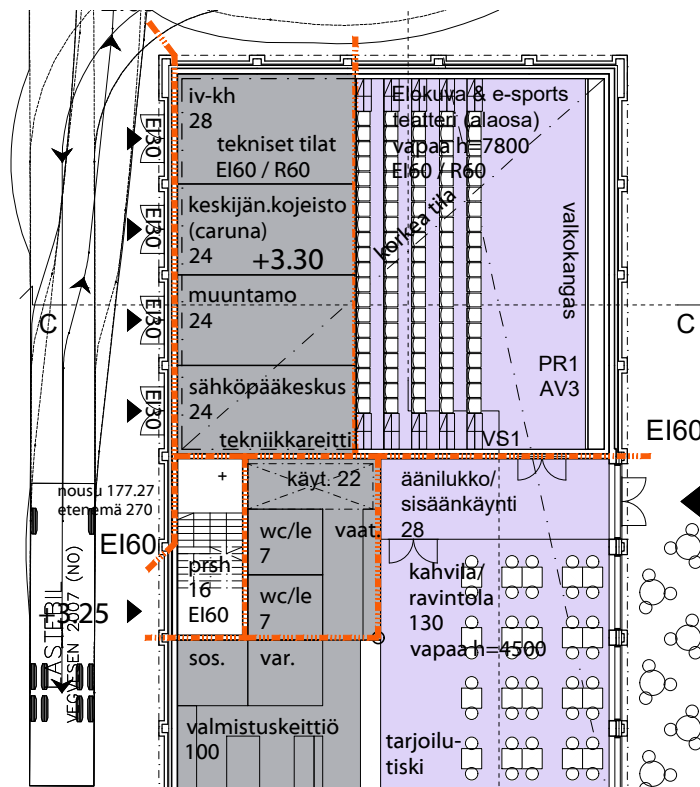 iv-kh
28
tekniset tilat
EI60 / R60
EI30
keskijän.kojeisto
(caruna)
24
+3.30
EI30
muuntamo
24
EI30
sähköpääkeskus
24
EI30
tekniikkareitti
Elokuva & e-sports
teatteri (alaosa)
vapaa h=7800
EI60 / R60
korkea tila
valkokangas
C
C
PR1
AV3
VS1
EI60
nousu 177.27
etenemä 270
EI60
+3.25
KASTEBIL
VEGVESEN 2007 (NO)
+
käyt. 22
wc/le
7
vaat.
wc/le
7
prsh
16
EI60
äänilukko/
sisäänkäynti
28
kahvila/
ravintola
130
vapaa h=4500
sos.
var.
valmistuskeittiö
100
tarjoilu-
tiski